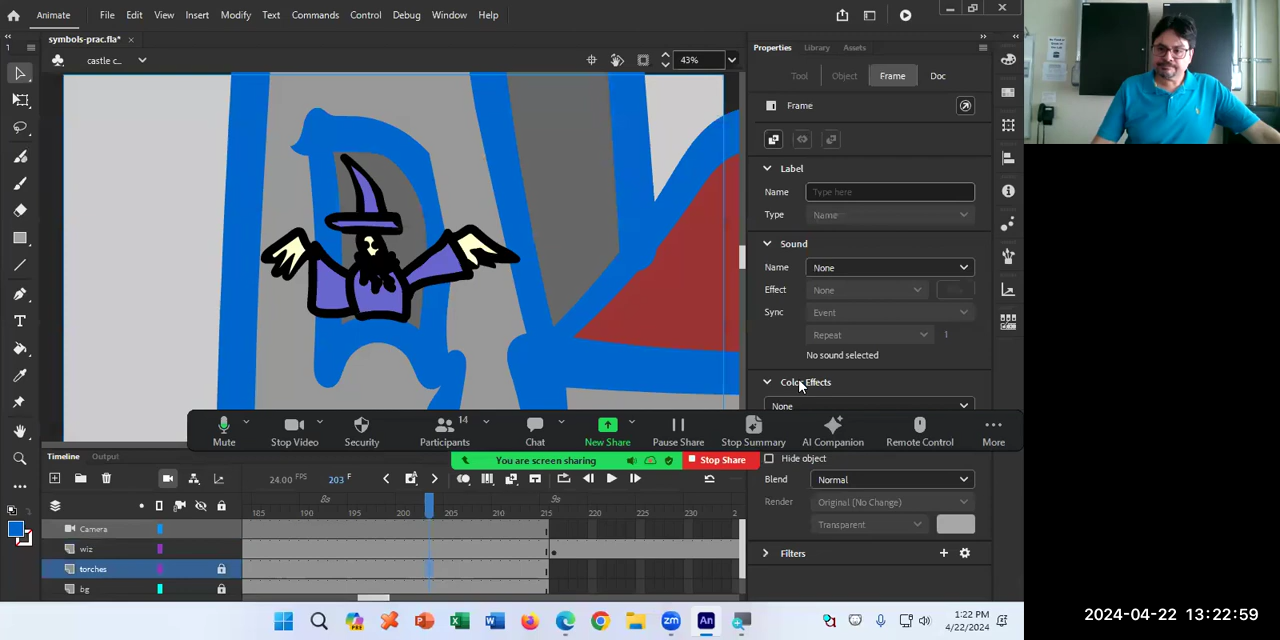 Animate File Edit View Insert Modify Text Commands Control Debug Window Help
symbols-prac.fla* ×
castle c...
43%
Properties Library Assets
Tool Object Frame Doc
Frame
Label
Name Type here
Type Name
Sound
Name None
Effect None
Sync Event
Repeat 1
No sound selected
Color Effects
None
Mute Stop Video Security Participants 14 Chat New Share Pause Share Stop Summary AI Companion Remote Control More
Timeline Output
You are screen sharing Stop Share
Hide object
24.00 FPS 203 F
Blend Normal
8s 9s
185 190 195 200 205 210 215 220 225 230 2
Render Original (No Change)
Transparent
Camera
wiz
torches
bg
Filters
1:22 PM
4/22/2024
2024-04-22 13:22:59